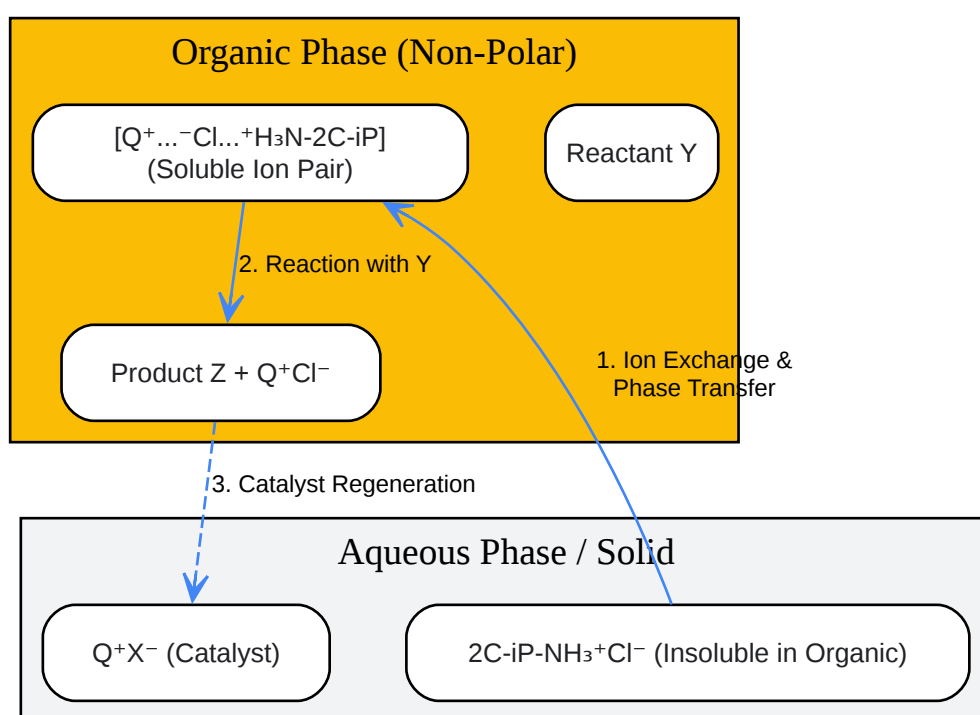 Organic Phase (Non-Polar)
[Q⁺...⁻Cl...⁺H₃N-2C-iP]
(Soluble Ion Pair)
Reactant Y
2. Reaction with Y
1. Ion Exchange &
Phase Transfer
Product Z + Q⁺Cl⁻
3. Catalyst Regeneration
Aqueous Phase / Solid
Q⁺X⁻ (Catalyst)
2C-iP-NH₃⁺Cl⁻ (Insoluble in Organic)